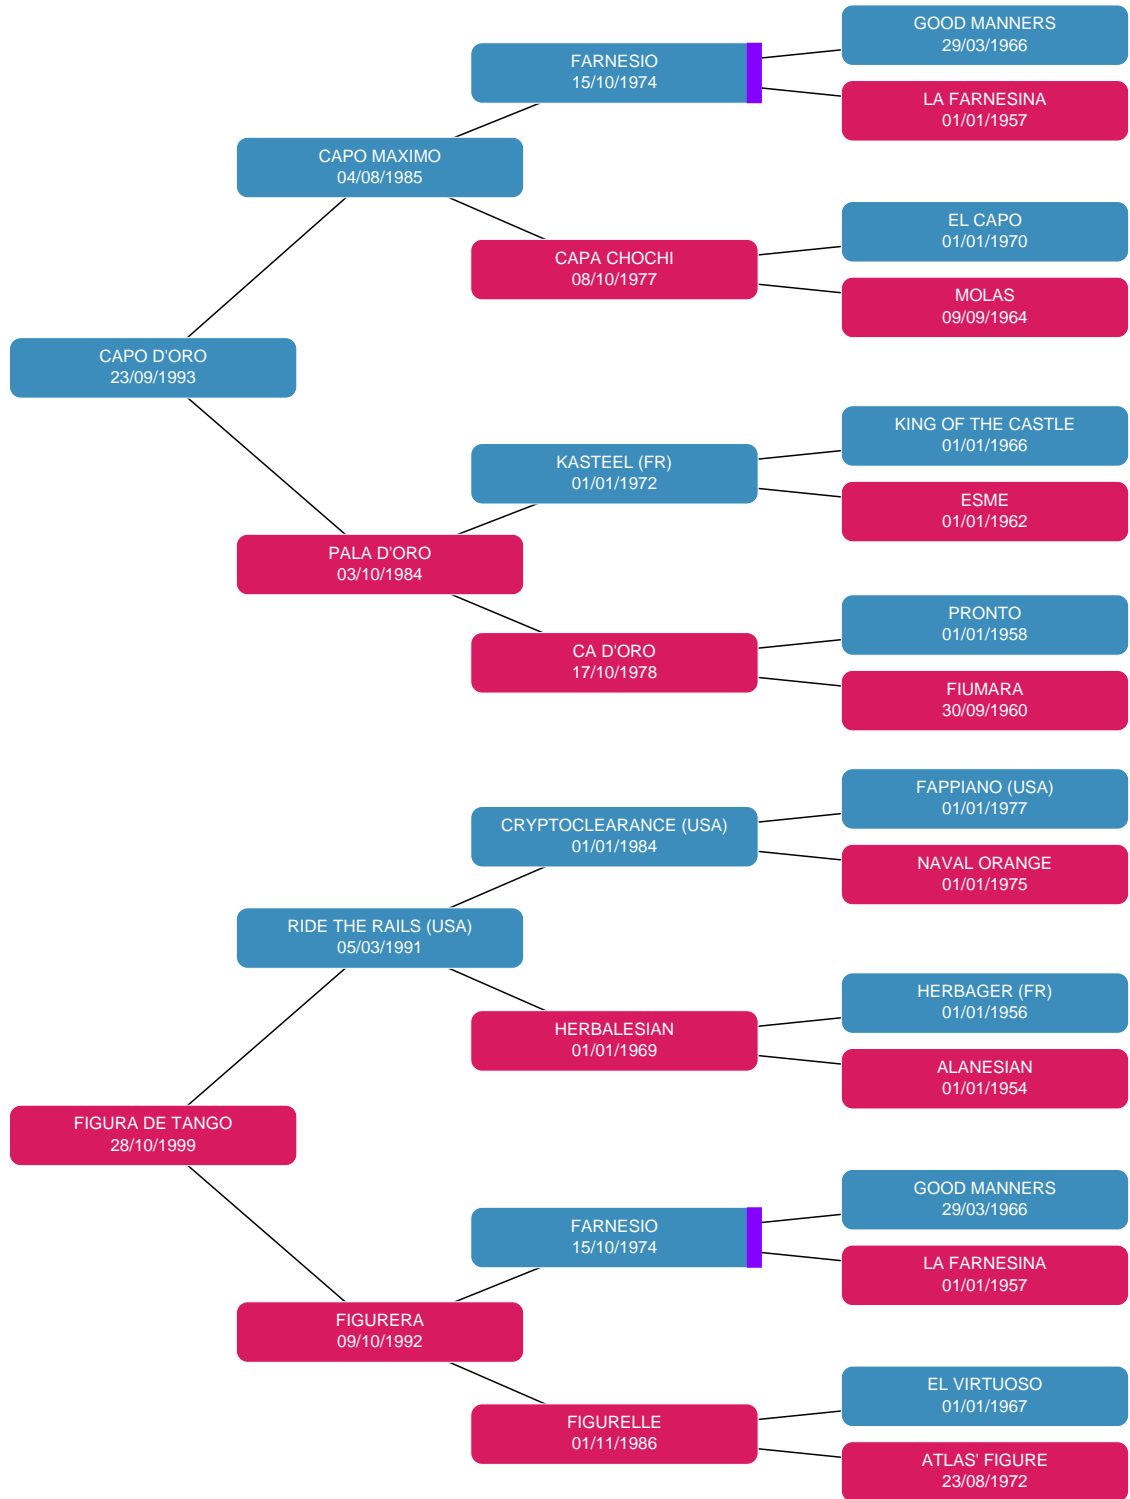 GOOD MANNERS
29/03/1966
FARNESIO
15/10/1974
LA FARNESINA
01/01/1957
CAPO MAXIMO
04/08/1985
EL CAPO
01/01/1970
CAPA CHOCHI
08/10/1977
MOLAS
09/09/1964
CAPO D'ORO
23/09/1993
KING OF THE CASTLE
01/01/1966
KASTEEL (FR)
01/01/1972
ESME
01/01/1962
PALA D'ORO
03/10/1984
PRONTO
01/01/1958
CA D'ORO
17/10/1978
FIUMARA
30/09/1960
FAPPIANO (USA)
01/01/1977
CRYPTOCLEARANCE (USA)
01/01/1984
NAVAL ORANGE
01/01/1975
RIDE THE RAILS (USA)
05/03/1991
HERBAGER (FR)
01/01/1956
HERBALESIAN
01/01/1969
ALANESIAN
01/01/1954
FIGURA DE TANGO
28/10/1999
GOOD MANNERS
29/03/1966
FARNESIO
15/10/1974
LA FARNESINA
01/01/1957
FIGURERA
09/10/1992
EL VIRTUOSO
01/01/1967
FIGURELLE
01/11/1986
ATLAS' FIGURE
23/08/1972